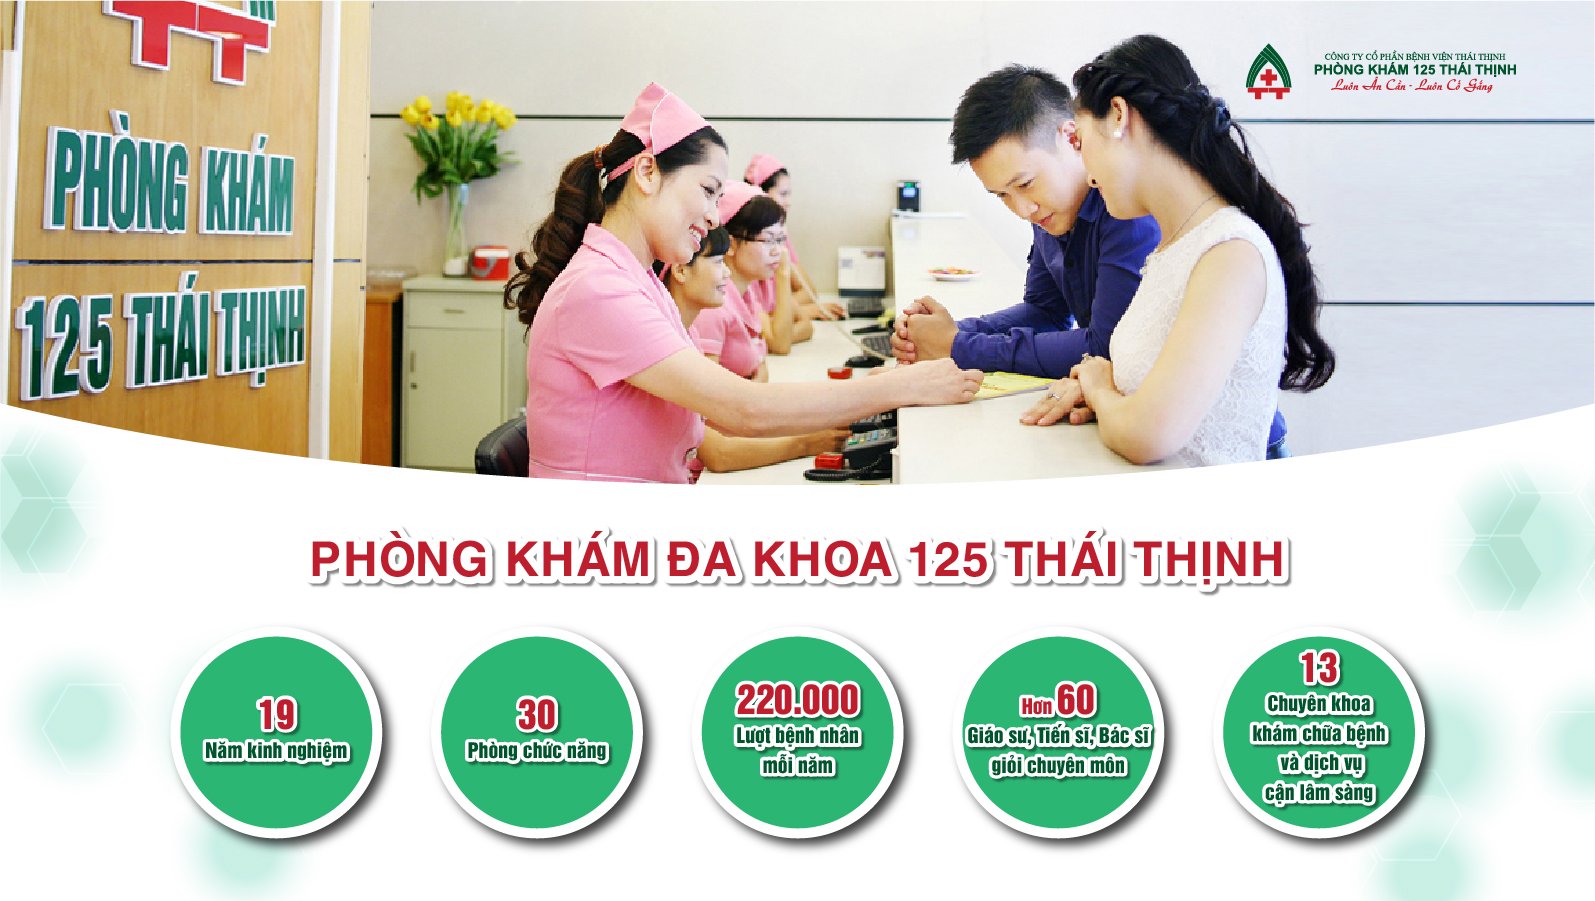 PHÒNG KHÁM
125 THÁI THỊNH
CÔNG TY CỔ PHẦN BỆNH VIỆN THÁI THỊNH
PHÒNG KHÁM 125 THÁI THỊNH
Luôn Ân Cần - Luôn Cố Gắng
PHÒNG KHÁM ĐA KHOA 125 THÁI THỊNH
19
Năm kinh nghiệm
30
Phòng chức năng
220.000
Lượt bệnh nhân
mỗi năm
Hơn 60
Giáo sư, Tiến sĩ, Bác sĩ
giỏi chuyên môn
13
Chuyên khoa
khám chữa bệnh
và dịch vụ
cận lâm sàng